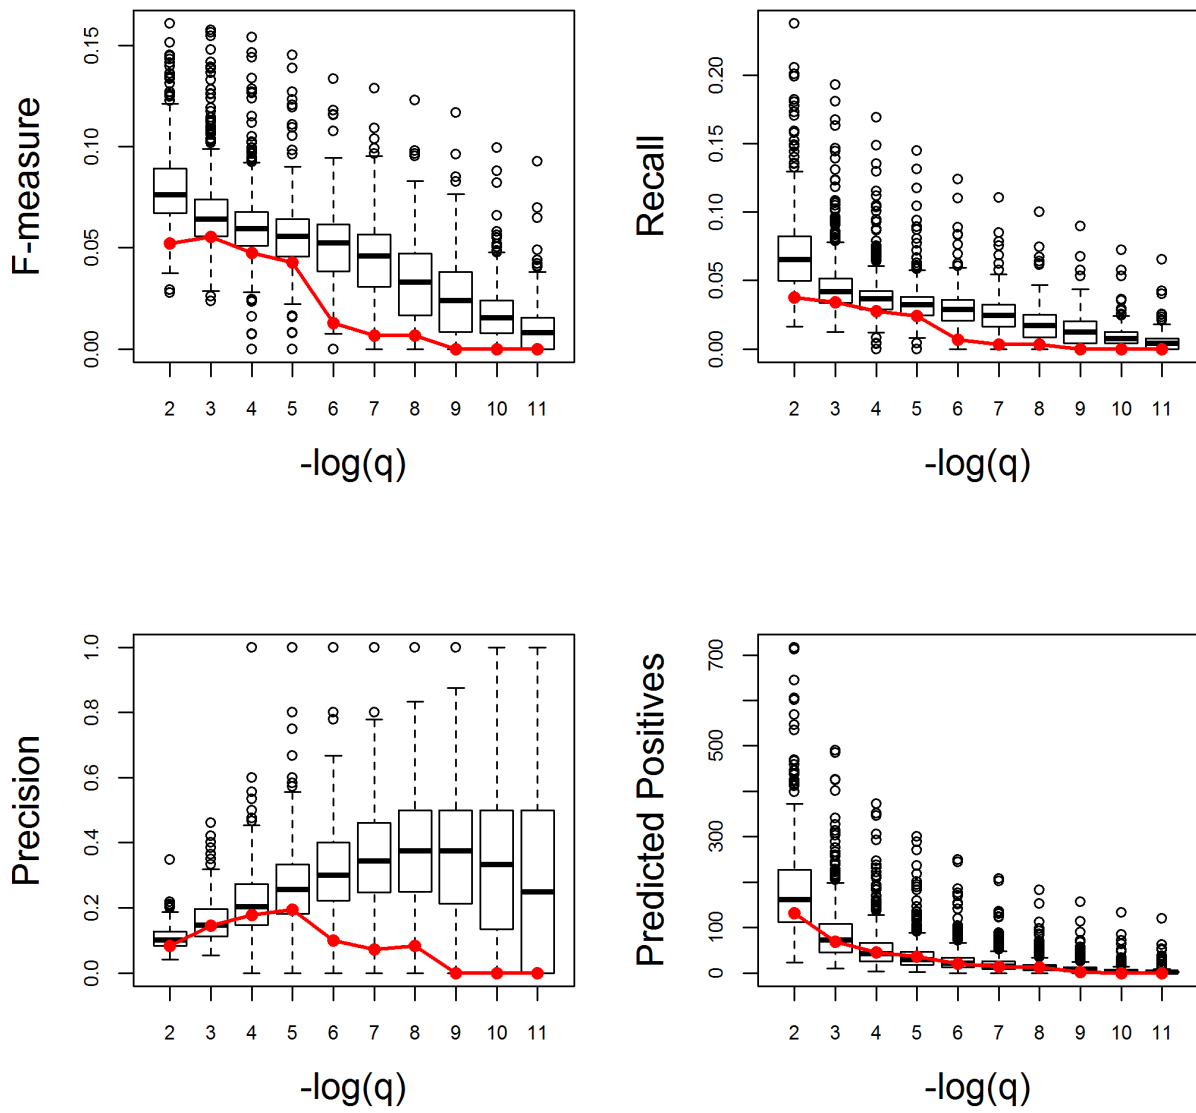 F-measure
0.00 0.05 0.10 0.15
2 3 4 5 6 7 8 9 10 11
-log(q)
Recall
0.00 0.05 0.10 0.15 0.20
2 3 4 5 6 7 8 9 10 11
-log(q)
Precision
0.0 0.2 0.4 0.6 0.8 1.0
2 3 4 5 6 7 8 9 10 11
-log(q)
Predicted Positives
0 100 300 500 700
2 3 4 5 6 7 8 9 10 11
-log(q)